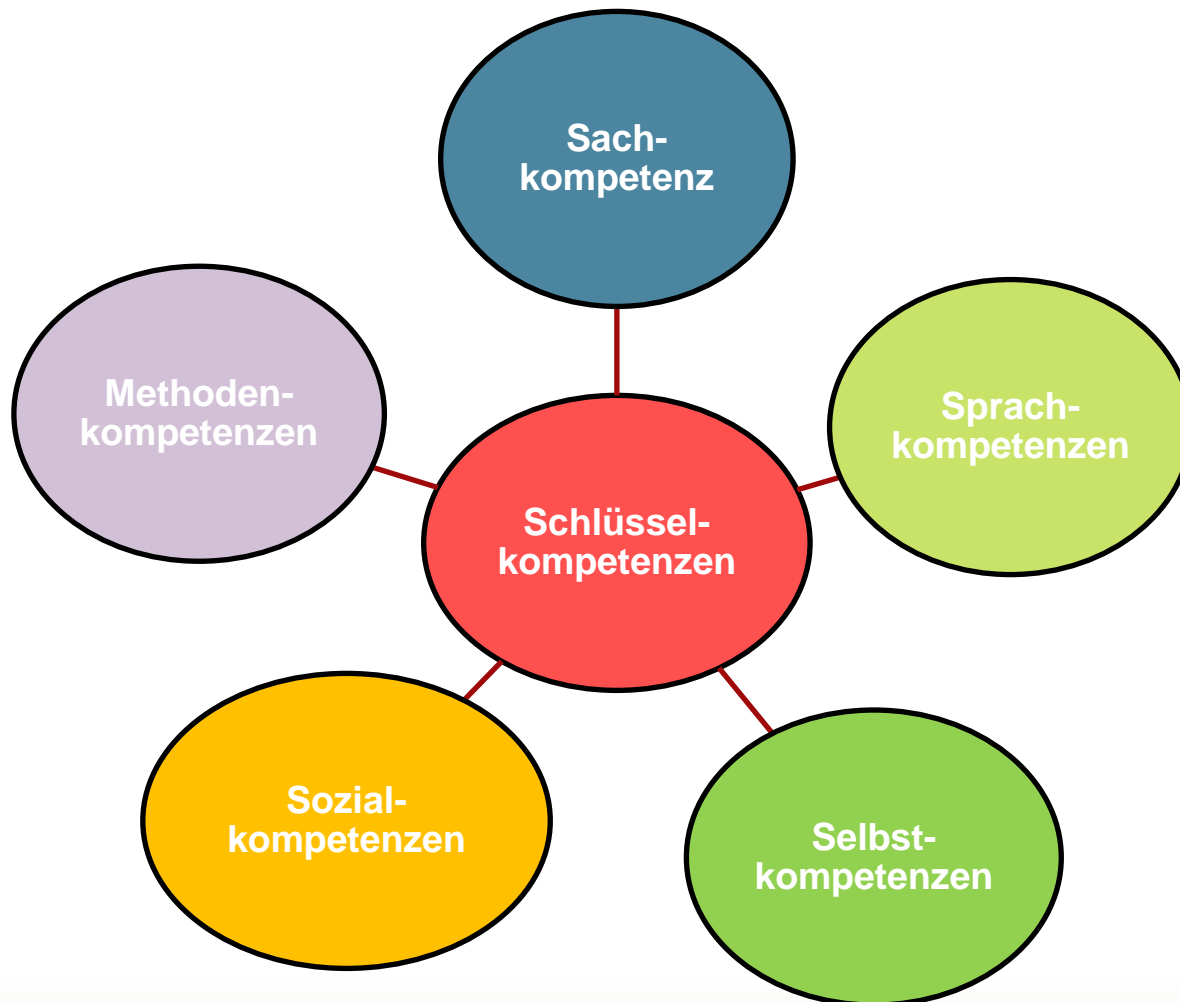 Sach-
kompetenz
Methoden-
kompetenzen
Sprach-
kompetenzen
Schlüssel-
kompetenzen
Sozial-
kompetenzen
Selbst-
kompetenzen